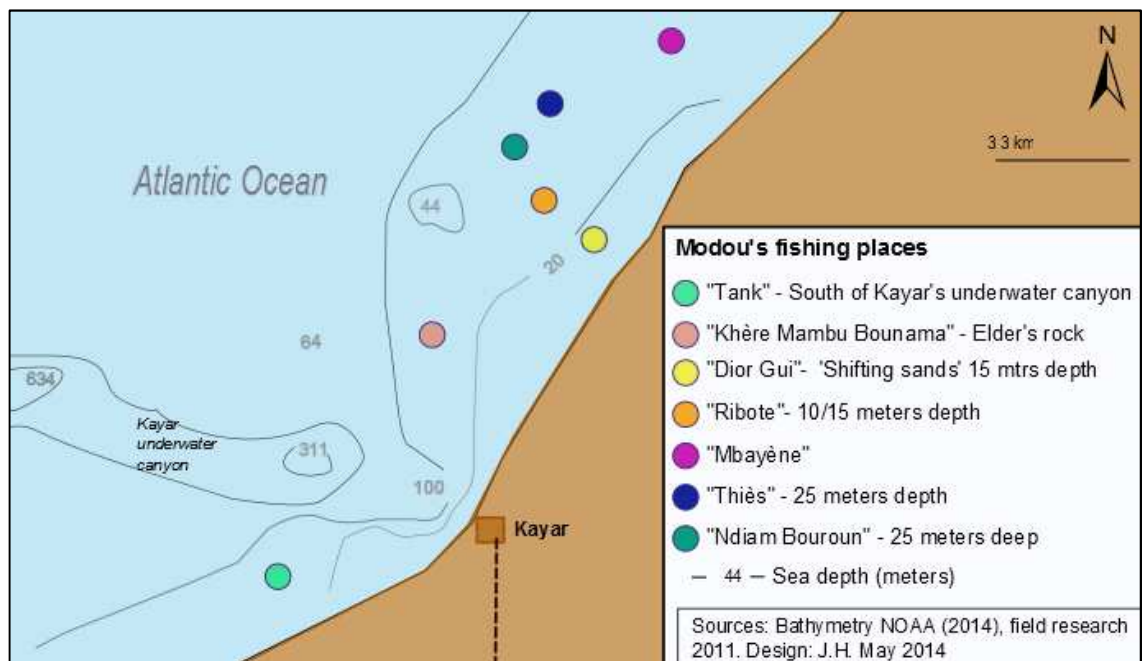 N
3 3 km
Atlantic Ocean
44
20
64
634
Kayar
underwater
canyon
311
100
Kayar
Modou's fishing places
"Tank" - South of Kayar's underwater canyon
"Khère Mambu Bounama" - Elder's rock
"Dior Gui"- 'Shifting sands' 15 mtrs depth
"Ribote"- 10/15 meters depth
"Mbayène"
"Thiès" - 25 meters depth
"Ndiam Bouroun" - 25 meters deep
— 44 — Sea depth (meters)
Sources: Bathymetry NOAA (2014), field research
2011. Design: J.H. May 2014